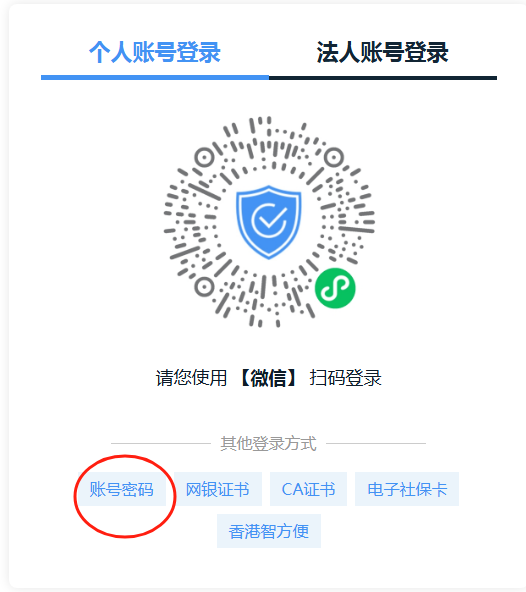 个人账号登录 法人账号登录
请您使用 【微信】 扫码登录
其他登录方式
账号密码 网银证书 CA证书 电子社保卡
香港智方便